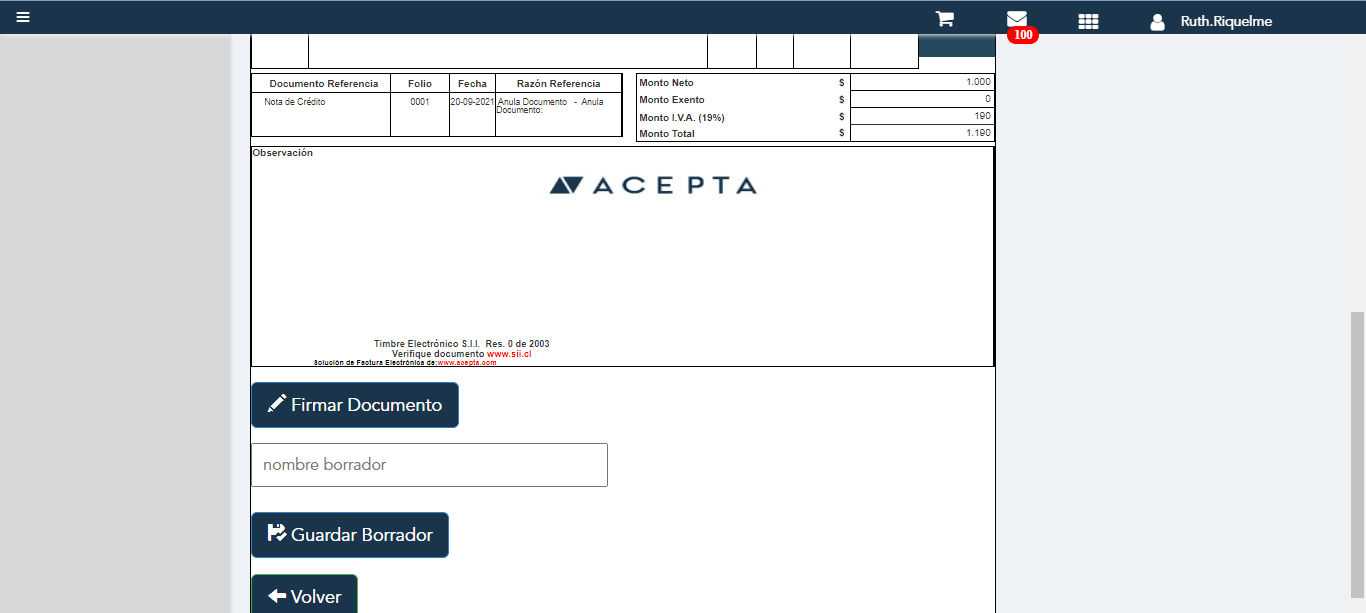 Ruth.Riquelme
100
Documento Referencia Folio Fecha Razón Referencia
Nota de Crédito 0001 20-09-2021 Anula Documento - Anula
Documento:
Monto Neto $ 1.000
Monto Exento $ 0
Monto I.V.A. (19%) $ 190
Monto Total $ 1.190
Observación
ACEPTA
Timbre Electrónico S.I.I. Res. 0 de 2003
Verifique documento www.sii.cl
Solución de Factura Electrónica de:www.acepta.com
Firmar Documento
nombre borrador
Guardar Borrador
Volver